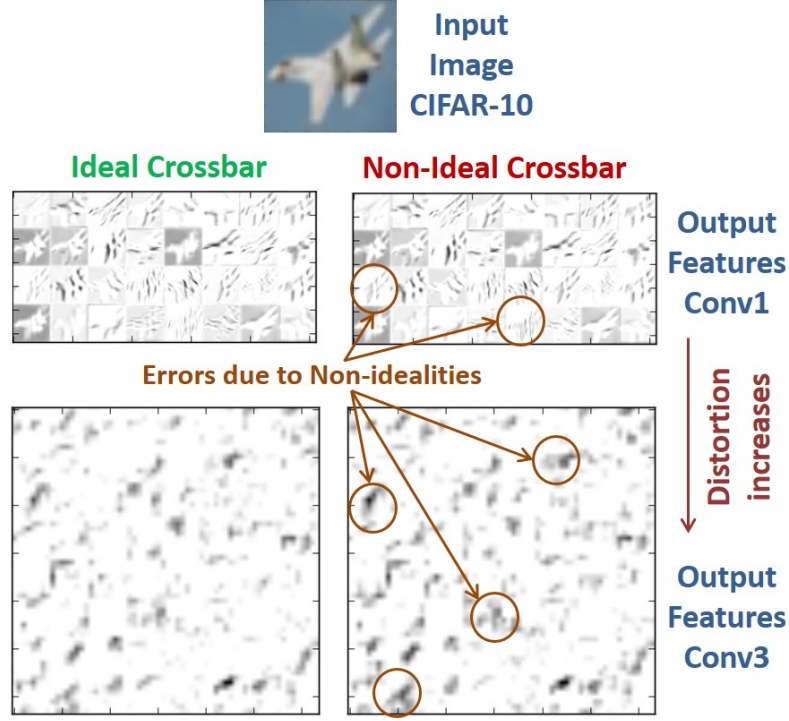 Input
Image
CIFAR-10
Ideal Crossbar
Non-Ideal Crossbar
Output
Features
Conv1
Errors due to Non-idealities
Distortion
increases
Output
Features
Conv3